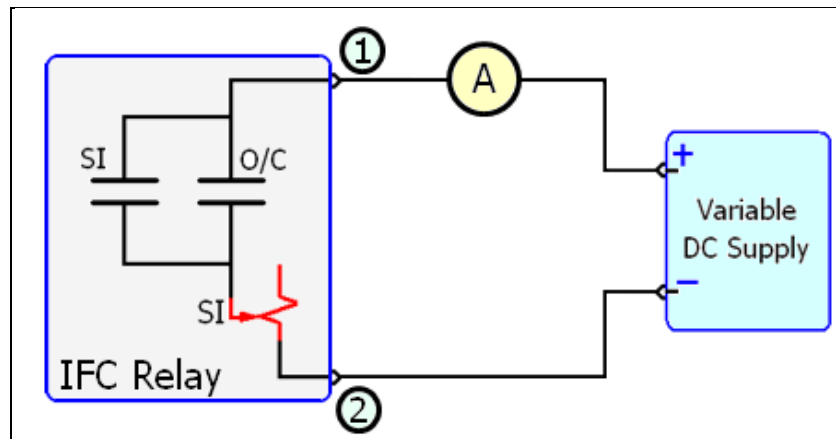 1
A
SI
O/C
+
Variable
DC Supply
−
SI
IFC Relay
2